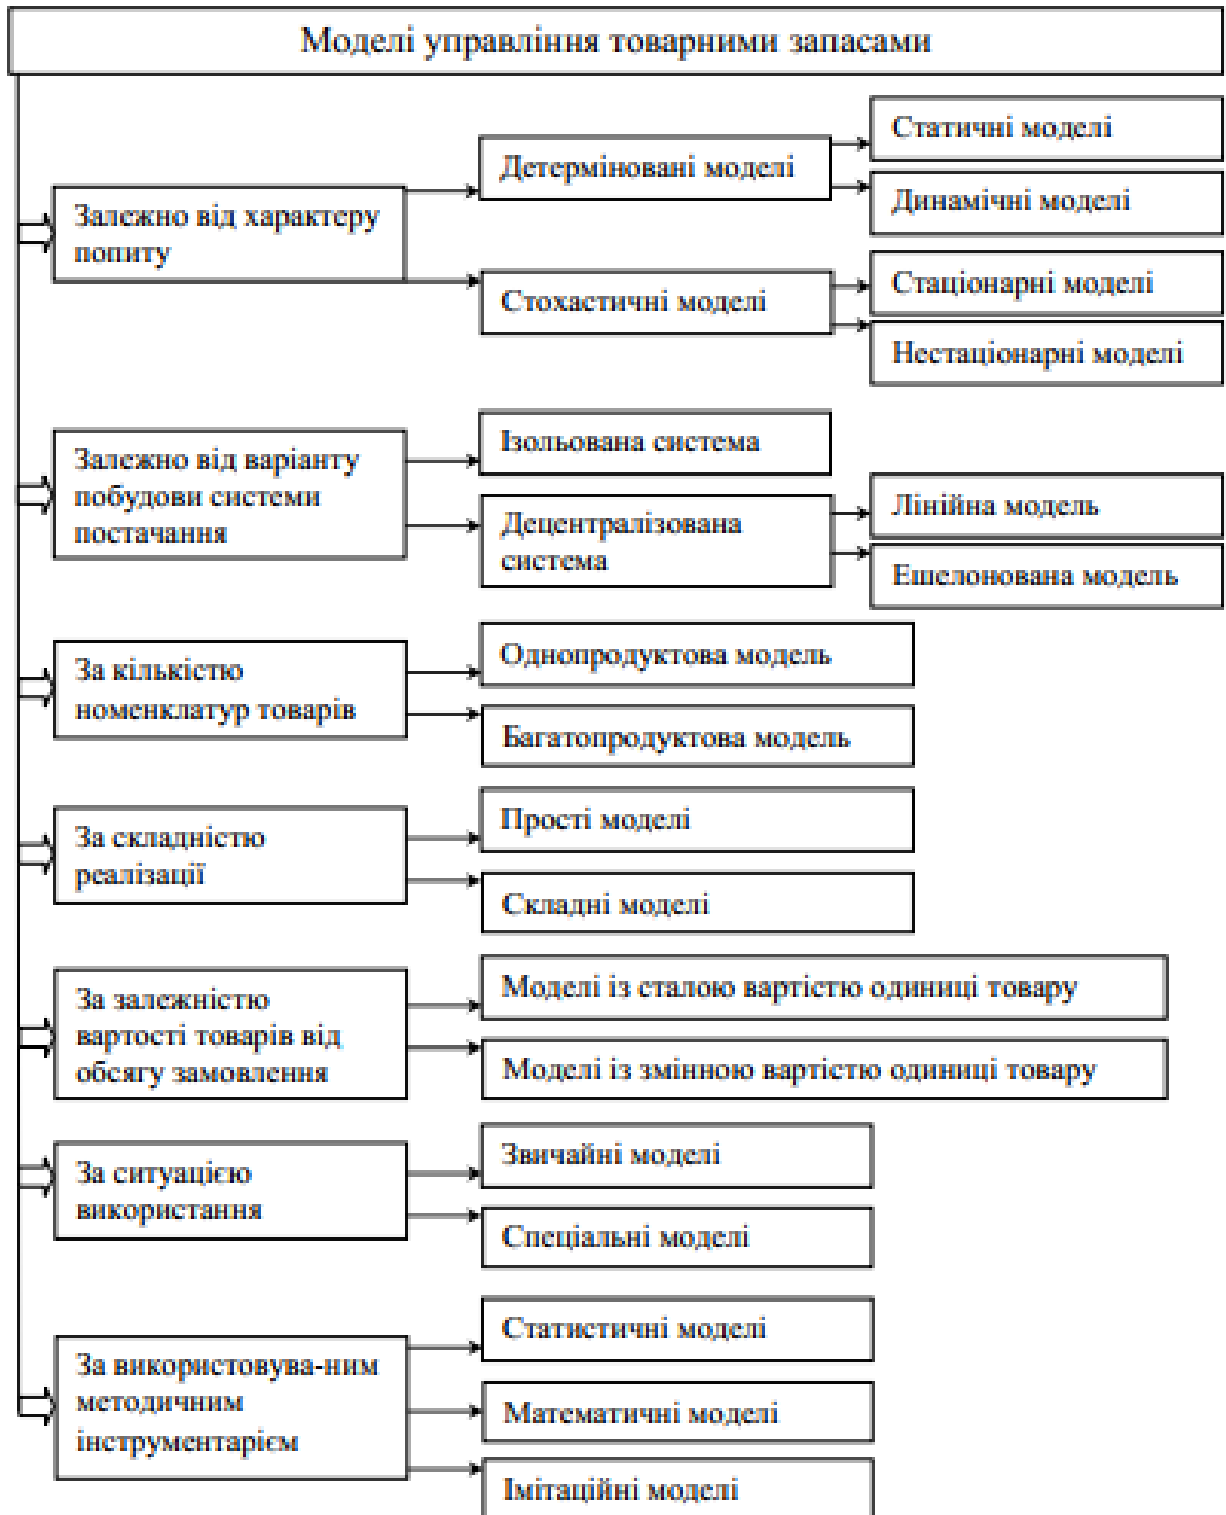 Моделі управління товарними запасами
Залежно від характеру
попиту
Детерміновані моделі
Статичні моделі
Динамічні моделі
Стохастичні моделі
Стаціонарні моделі
Нестаціонарні моделі
Залежно від варіанту
побудови системи
постачання
Ізольована система
Децентралізована
система
Лінійна модель
Ешелонована модель
За кількістю
номенклатур товарів
Однопродуктова модель
Багатопродуктова модель
За складністю
реалізації
Прості моделі
Складні моделі
За залежністю
вартості товарів від
обсягу замовлення
Моделі із сталою вартістю одиниці товару
Моделі із змінною вартістю одиниці товару
За ситуацією
використання
Звичайні моделі
Спеціальні моделі
За використовува-ним
методичним
інструментарієм
Статистичні моделі
Математичні моделі
Імітаційні моделі